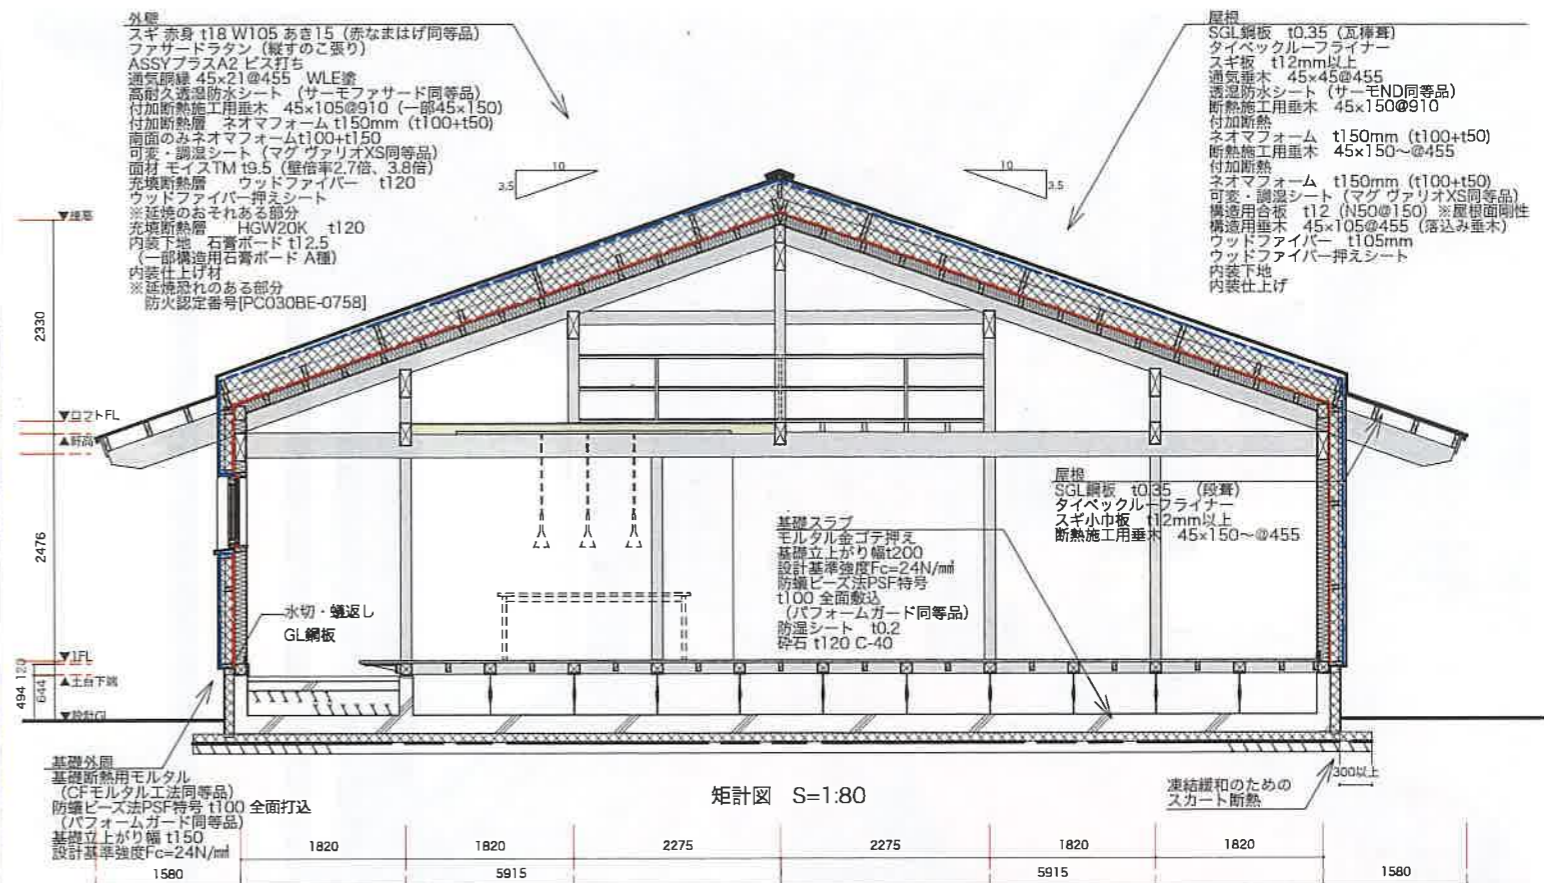 外壁
スギ 赤身 t18 W105 あき15（赤なまはげ同等品）
ファサードラタン（縦すのこ張り）
ASSYプラスA2 ビス打ち
通気胴縁 45×21@455　WLE塗
高耐久透湿防水シート （サーモファサード同等品）
付加断熱施工用垂木　45×105@910（一部45×150）
付加断熱層　ネオマフォーム t150mm（t100+t50）
南面のみネオマフォームt100+t150
可変・調湿シート（マグ ヴァリオXS同等品）
面材 モイスTM t9.5（壁倍率2.7倍、3.8倍）
充填断熱層　　ウッドファイバー　t120
ウッドファイバー押えシート
※延焼のおそれある部分
充填断熱層　　HGW20K　t120
内装下地　石膏ボード t12.5
（一部構造用石膏ボード A種）
内装仕上げ材
※延焼恐れのある部分
防火認定番号[PC030BE-0758]
屋根
SGL鋼板　t0.35（瓦棒葺）
タイベックルーフライナー
スギ板　t12mm以上
通気垂木　45×45@455
透湿防水シート（サーモND同等品）
断熱施工用垂木　45×150@910
付加断熱
ネオマフォーム　t150mm（t100+t50）
断熱施工用垂木　45×150〜@455
付加断熱
ネオマフォーム　t150mm（t100+t50）
可変・調湿シート（マグ ヴァリオXS同等品）
構造用合板　t12（N50@150）※屋根面剛性
構造用垂木　45×105@455（落込み垂木）
ウッドファイバー　t105mm
ウッドファイバー押えシート
内装下地
内装仕上げ
10
3.5
10
3.5
2330
▼ロフトFL
▲軒高
2476
▼1FL
▲土台下端
▼設計GL
120
494
644
水切・蟻返し
GL鋼板
屋根
SGL鋼板　t0.35　（段葺）
タイベックルーフライナー
スギ小巾板　t12mm以上
断熱施工用垂木　45×150〜@455
基礎スラブ
モルタル金ゴテ押え
基礎立上がり幅t200
設計基準強度Fc=24N/㎟
防蟻ビーズ法PSF特号
t100 全面敷込
（パフォームガード同等品）
防湿シート　t0.2
砕石 t120 C-40
基礎外周
基礎断熱用モルタル
（CFモルタル工法同等品）
防蟻ビーズ法PSF特号 t100 全面打込
（パフォームガード同等品）
基礎立上がり幅 t150
設計基準強度Fc=24N/㎟
矩計図　S=1:80
300以上
凍結緩和のための
スカート断熱
1820
1820
2275
2275
1820
1820
1580
5915
5915
1580